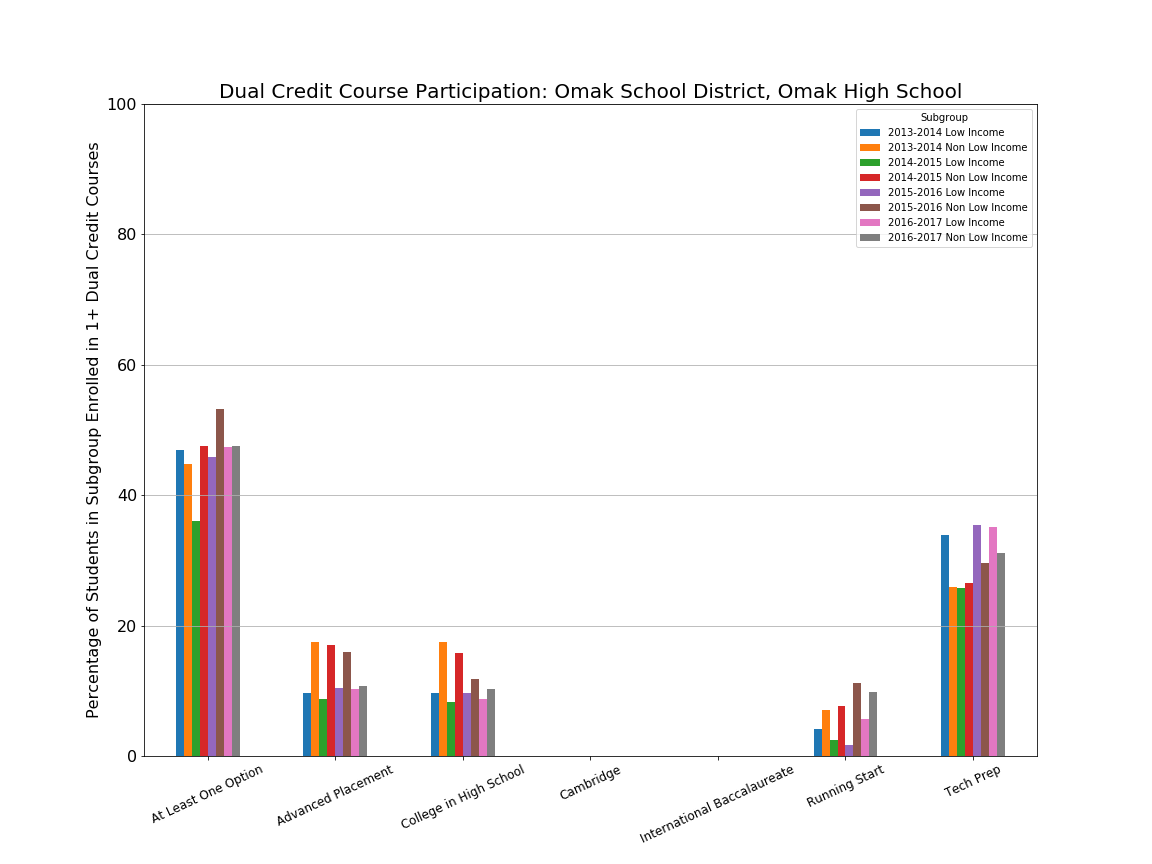 Dual Credit Course Participation: Omak School District, Omak High School
Percentage of Students in Subgroup Enrolled in 1+ Dual Credit Courses
100
80
60
40
20
0
Subgroup
2013-2014 Low Income
2013-2014 Non Low Income
2014-2015 Low Income
2014-2015 Non Low Income
2015-2016 Low Income
2015-2016 Non Low Income
2016-2017 Low Income
2016-2017 Non Low Income
At Least One Option
Advanced Placement
College in High School
Cambridge
International Baccalaureate
Running Start
Tech Prep